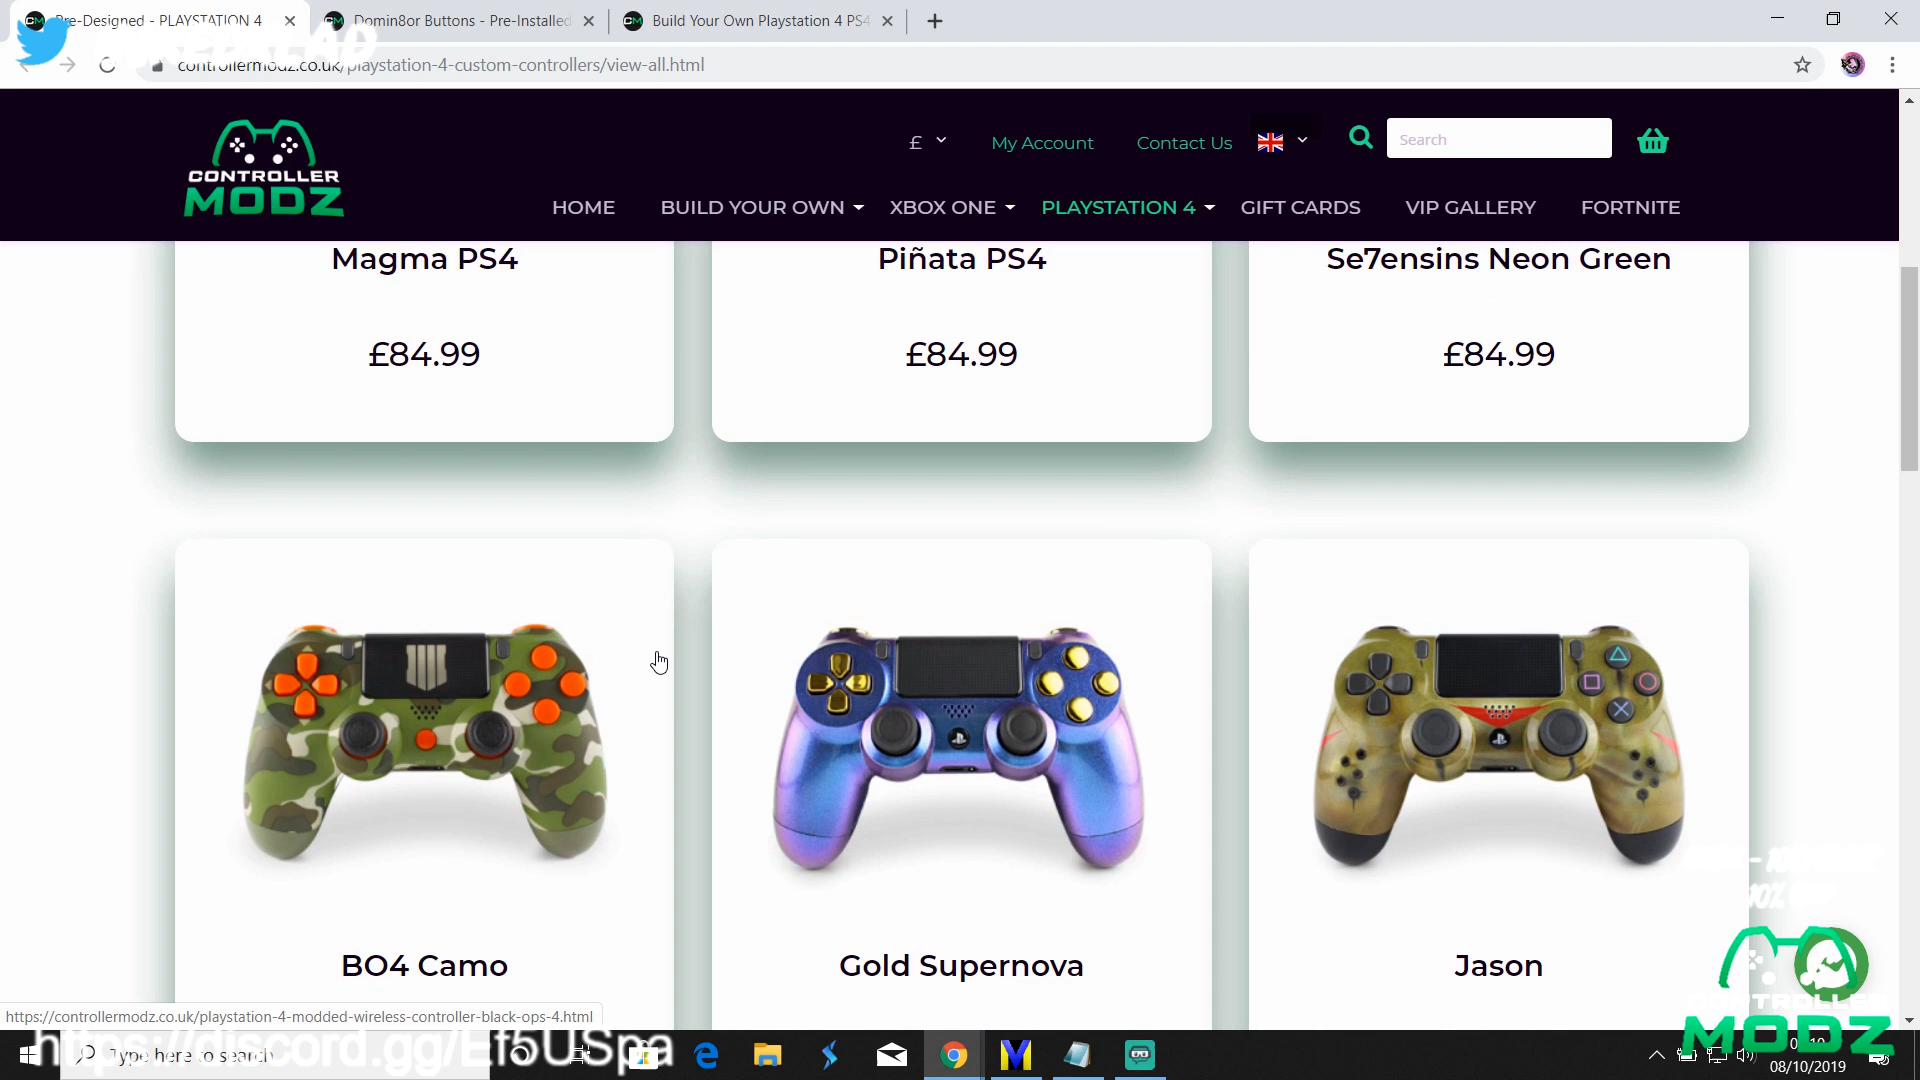 Pre-Designed - PLAYSTATION 4
Domin8or Buttons - Pre-Installed
Build Your Own Playstation 4 PS4
controllermodz.co.uk/playstation-4-custom-controllers/view-all.html
CONTROLLER
MODZ
£
My Account
Contact Us
Search
HOME
BUILD YOUR OWN
XBOX ONE
PLAYSTATION 4
GIFT CARDS
VIP GALLERY
FORTNITE
Magma PS4
Piñata PS4
Se7ensins Neon Green
£84.99
£84.99
£84.99
BO4 Camo
Gold Supernova
Jason
https://controllermodz.co.uk/playstation-4-modded-wireless-controller-black-ops-4.html
https://discord.gg/Ef5USpa
Type here to search
CONTROLLER
MODZ
08/10/2019